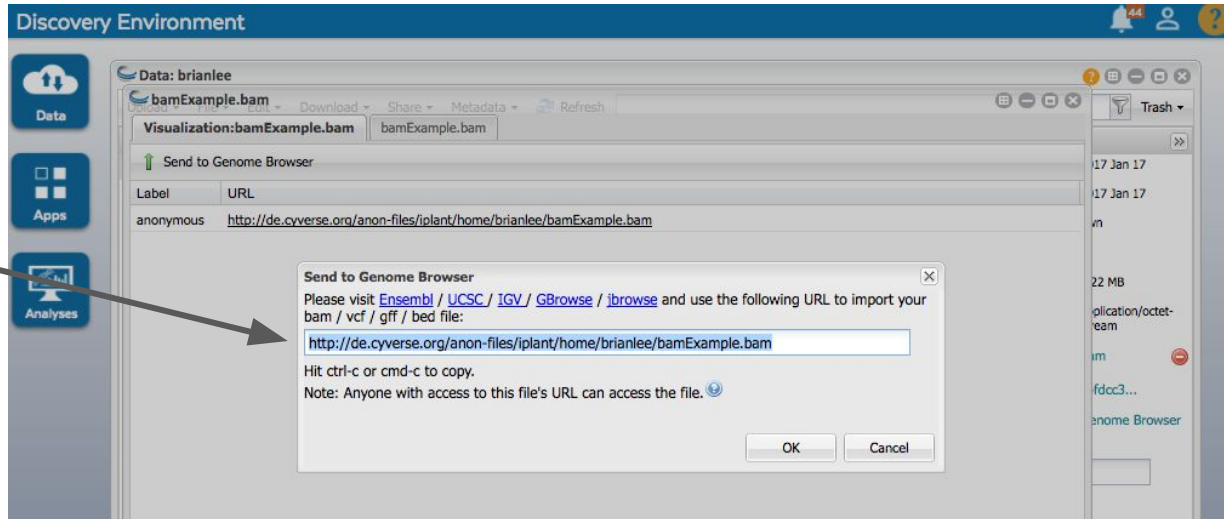 Discovery Environment
44
?
Data
Apps
Analyses
Data: brianlee
?
File
Edit
Download
Share
Metadata
Refresh
Trash
bamExample.bam
Visualization:bamExample.bam
bamExample.bam
Send to Genome Browser
Label URL
anonymous http://de.cyverse.org/anon-files/iplant/home/brianlee/bamExample.bam
17 Jan 17
17 Jan 17
wn
22 MB
plication/octet-
ream
am
fdcc3...
enome Browser
Send to Genome Browser
Please visit Ensembl / UCSC / IGV / GBrowse / jbrowse and use the following URL to import your
bam / vcf / gff / bed file:
http://de.cyverse.org/anon-files/iplant/home/brianlee/bamExample.bam
Hit ctrl-c or cmd-c to copy.
Note: Anyone with access to this file's URL can access the file. ?
OK Cancel